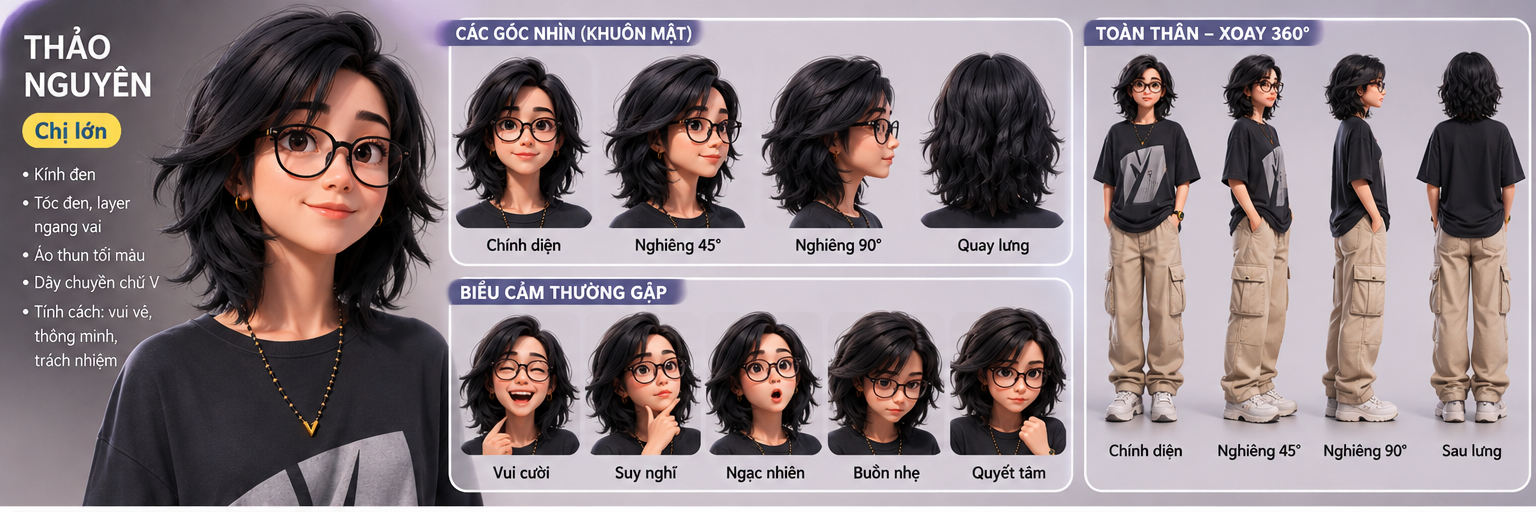 THẢO
NGUYÊN
Chị lớn
• Kính đen
• Tóc đen, layer
ngang vai
• Áo thun tối màu
• Dây chuyền chữ V
• Tính cách: vui vẻ,
thông minh,
trách nhiệm
CÁC GÓC NHÌN (KHUÔN MẶT)
Chính diện
Nghiêng 45°
Nghiêng 90°
Quay lưng
BIỂU CẢM THƯỜNG GẶP
Vui cười
Suy nghĩ
Ngạc nhiên
Buồn nhẹ
Quyết tâm
TOÀN THÂN – XOAY 360°
Chính diện
Nghiêng 45°
Nghiêng 90°
Sau lưng